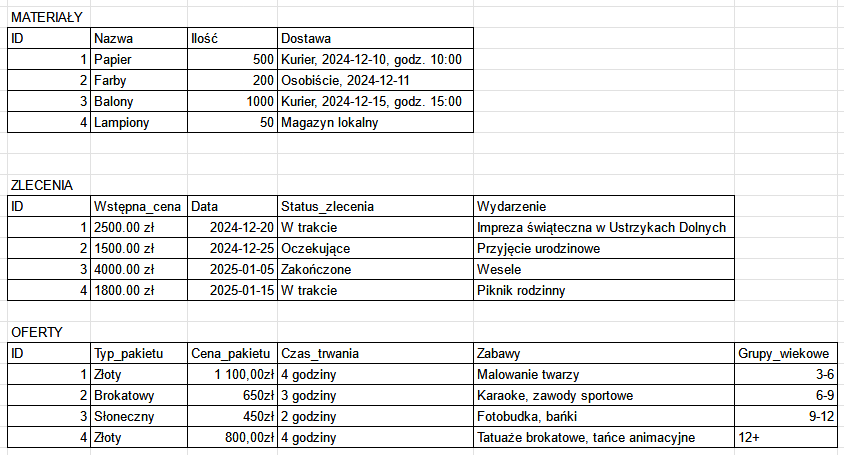 MATERIAŁY
ID Nazwa Ilość Dostawa
1 Papier 500 Kurier, 2024-12-10, godz. 10:00
2 Farby 200 Osobiście, 2024-12-11
3 Balony 1000 Kurier, 2024-12-15, godz. 15:00
4 Lampiony 50 Magazyn lokalny
ZLECENIA
ID Wstępna_cena Data Status_zlecenia Wydarzenie
1 2500.00 zł 2024-12-20 W trakcie Impreza świąteczna w Ustrzykach Dolnych
2 1500.00 zł 2024-12-25 Oczekujące Przyjęcie urodzinowe
3 4000.00 zł 2025-01-05 Zakończone Wesele
4 1800.00 zł 2025-01-15 W trakcie Piknik rodzinny
OFERTY
ID Typ_pakietu Cena_pakietu Czas_trwania Zabawy Grupy_wiekowe
1 Złoty 1 100,00zł 4 godziny Malowanie twarzy 3-6
2 Brokatowy 650zł 3 godziny Karaoke, zawody sportowe 6-9
3 Słoneczny 450zł 2 godziny Fotobudka, bańki 9-12
4 Złoty 800,00zł 4 godziny Tatuaże brokatowe, tańce animacyjne 12+